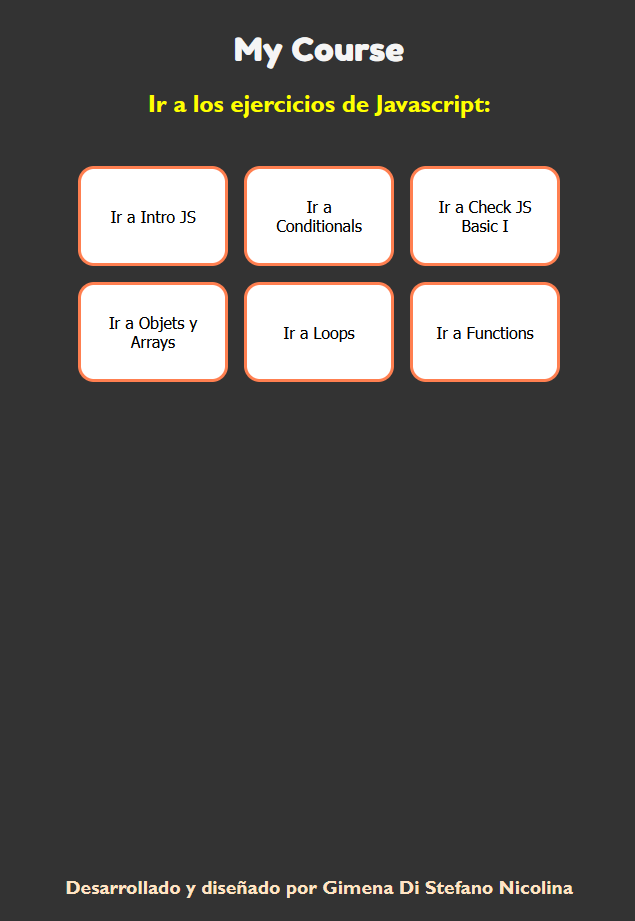 My Course
Ir a los ejercicios de Javascript:
Ir a Intro JS
Ir a
Conditionals
Ir a Check JS
Basic I
Ir a Objets y
Arrays
Ir a Loops
Ir a Functions
Desarrollado y diseñado por Gimena Di Stefano Nicolina